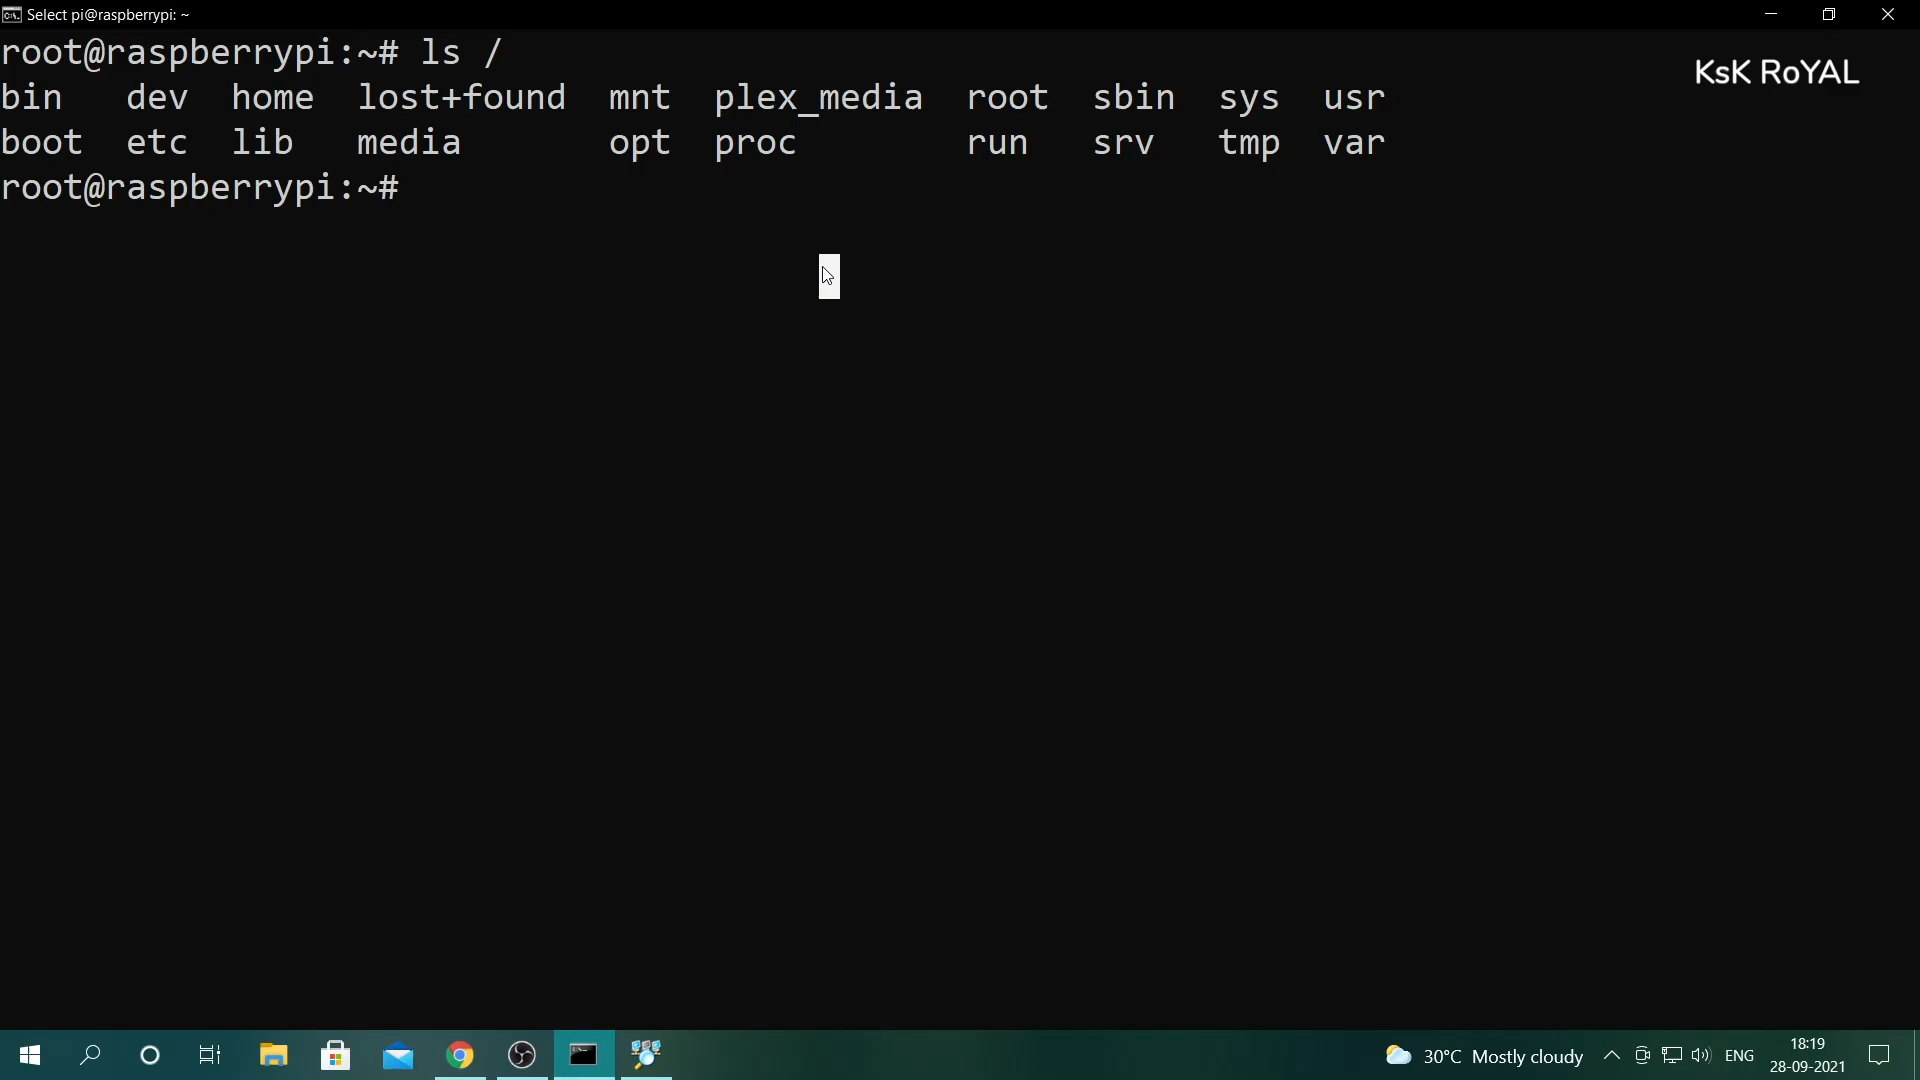 Select pi@raspberrypi: ~
root@raspberrypi:~# ls /
KsK RoYAL
bin dev home lost+found mnt plex_media root sbin sys usr
boot etc lib media opt proc run srv tmp var
root@raspberrypi:~#
30°C Mostly cloudy
ENG
18:19
28-09-2021